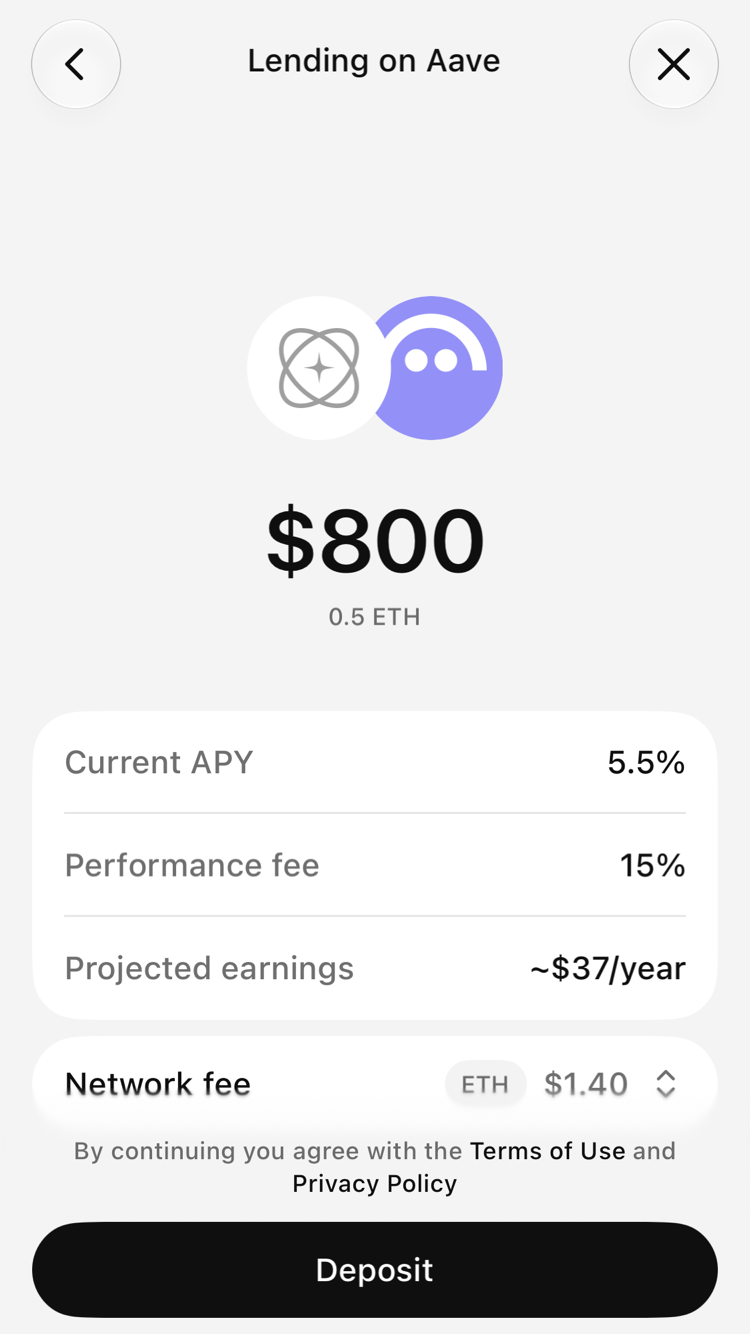 Lending on Aave
$800
0.5 ETH
Current APY 5.5%
Performance fee 15%
Projected earnings ~$37/year
Network fee ETH $1.40
By continuing you agree with the Terms of Use and
Privacy Policy
Deposit